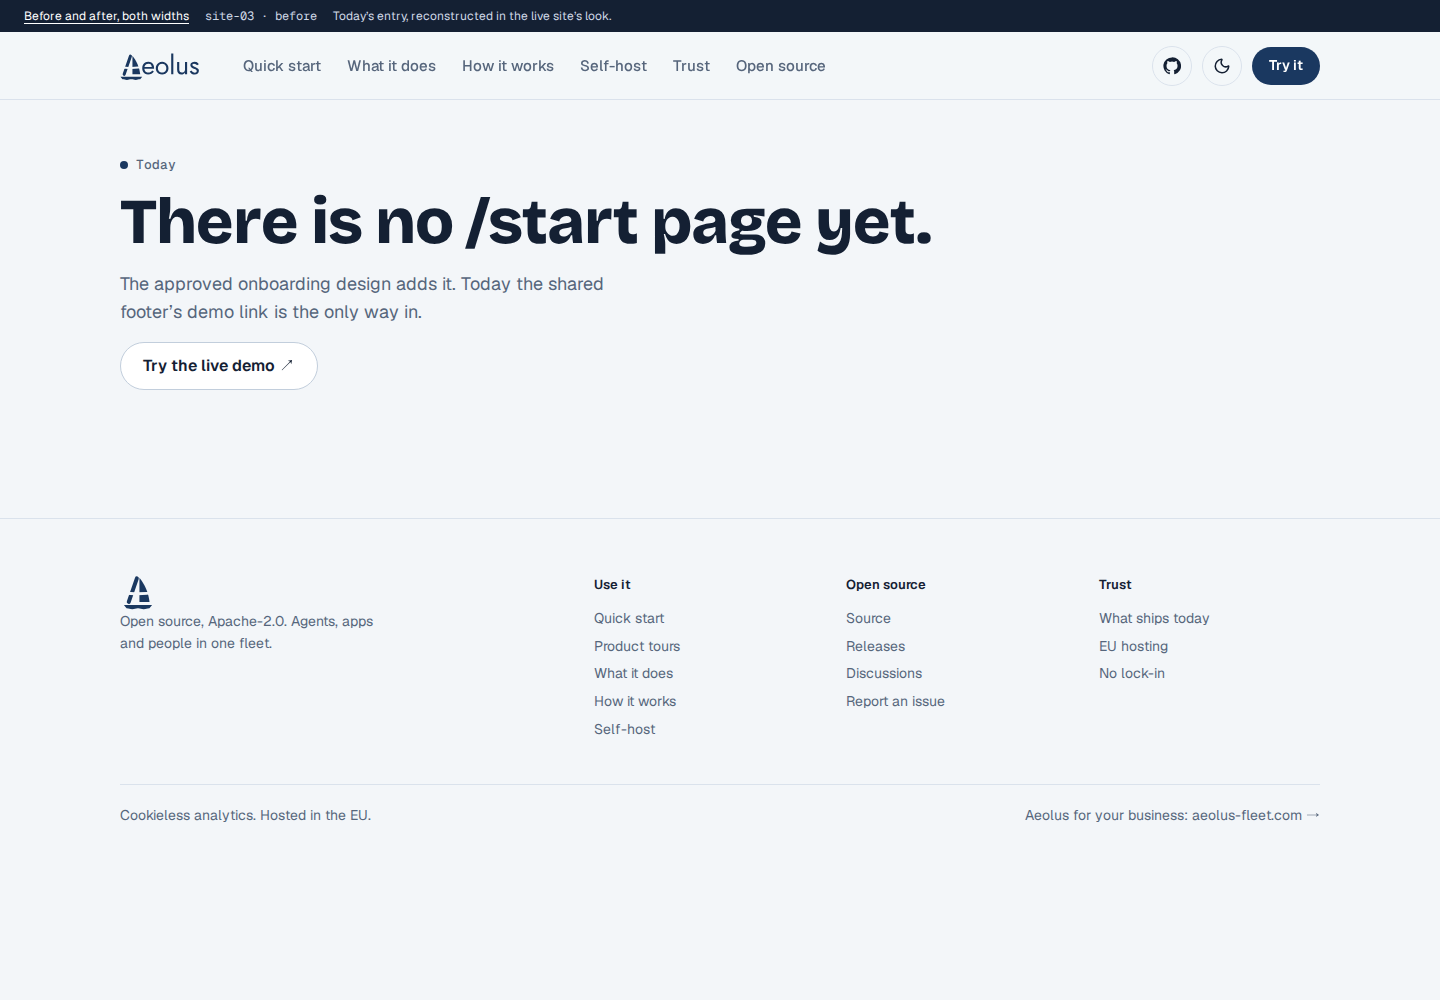 Before and after, both widths site-03 · before Today's entry, reconstructed in the live site's look.
Aeolus Quick start What it does How it works Self-host Trust Open source Try it
Today
There is no /start page yet.
The approved onboarding design adds it. Today the shared
footer’s demo link is the only way in.
Try the live demo ↗
Open source, Apache-2.0. Agents, apps
and people in one fleet.
Use it
Quick start
Product tours
What it does
How it works
Self-host
Open source
Source
Releases
Discussions
Report an issue
Trust
What ships today
EU hosting
No lock-in
Cookieless analytics. Hosted in the EU.
Aeolus for your business: aeolus-fleet.com →